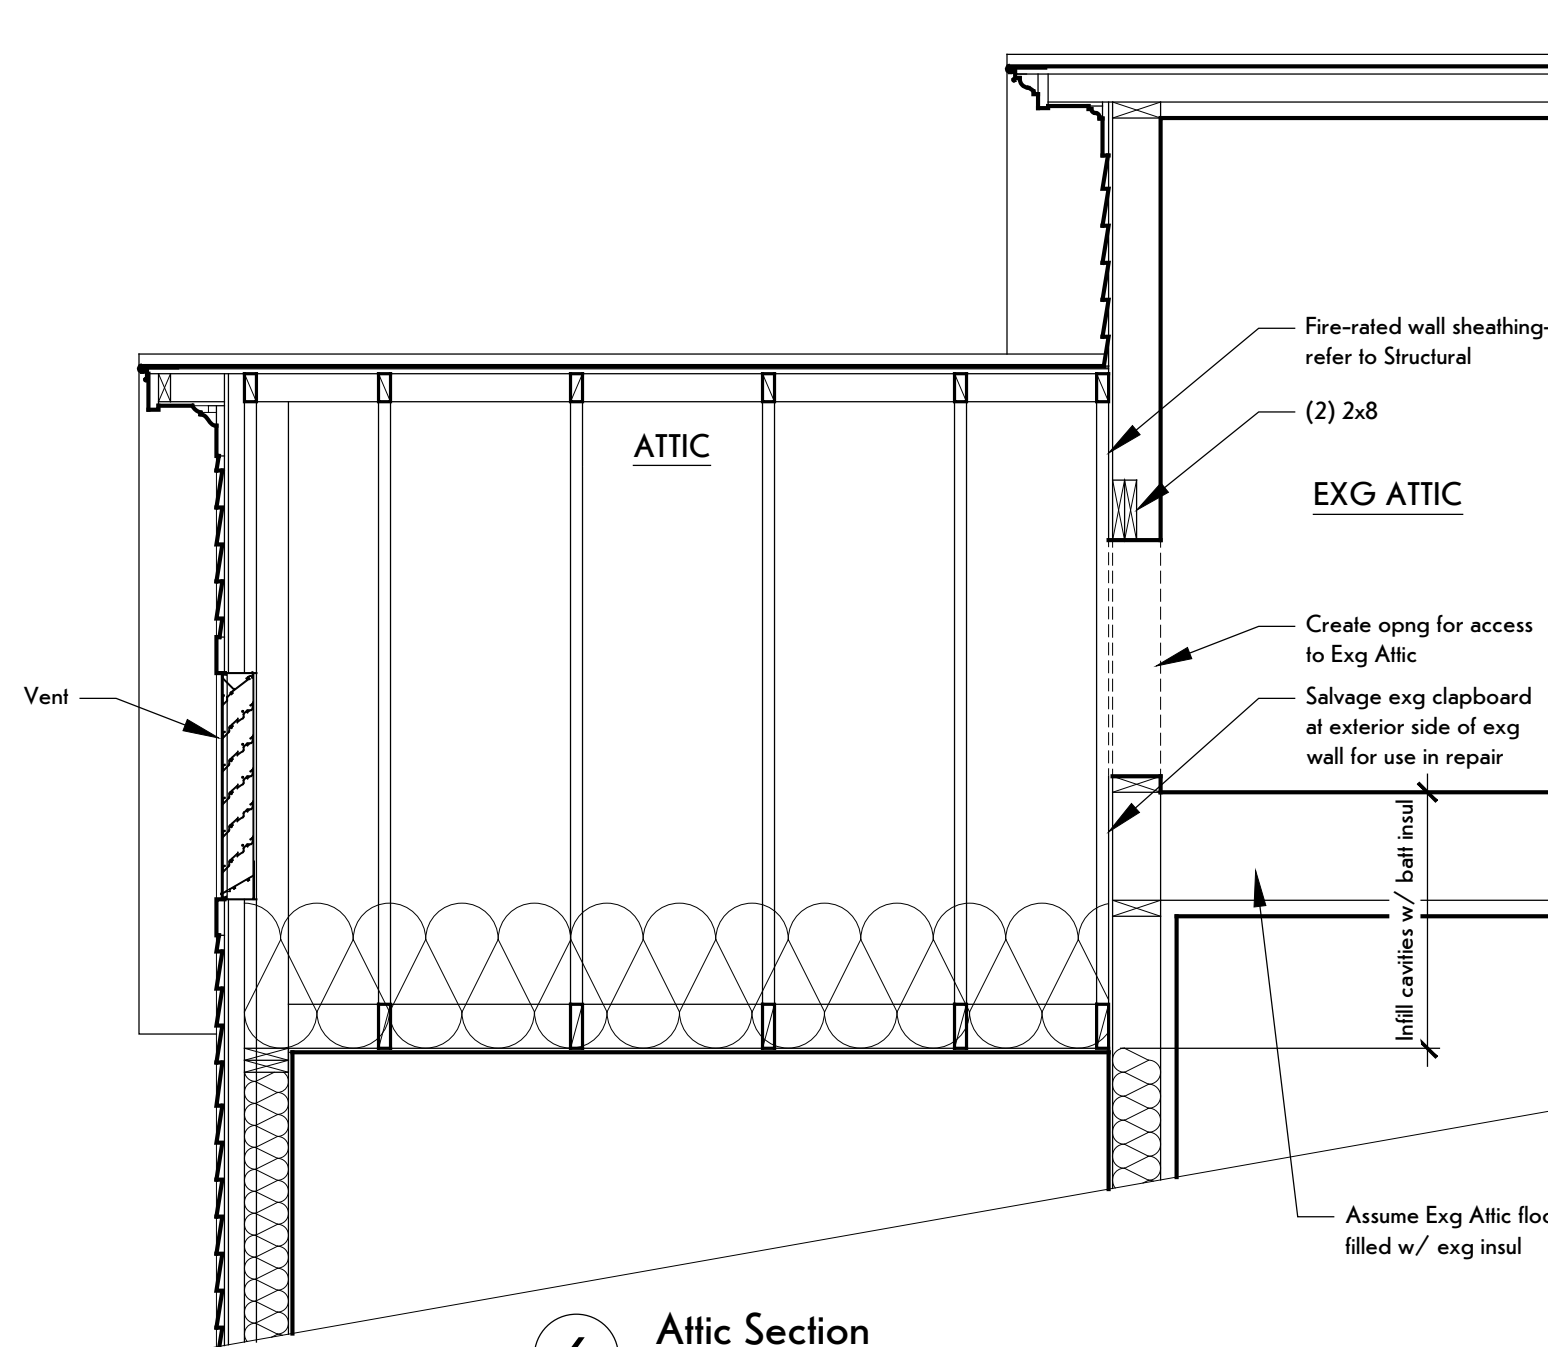 Fire-rated wall sheathing-
refer to Structural
(2) 2x8
ATTIC
EXG ATTIC
Create opng for access
to Exg Attic
Vent
Salvage exg clapboard
at exterior side of exg
wall for use in repair
Infill cavities w/ batt insul
Assume Exg Attic
filled w/ exg insul
Attic Section